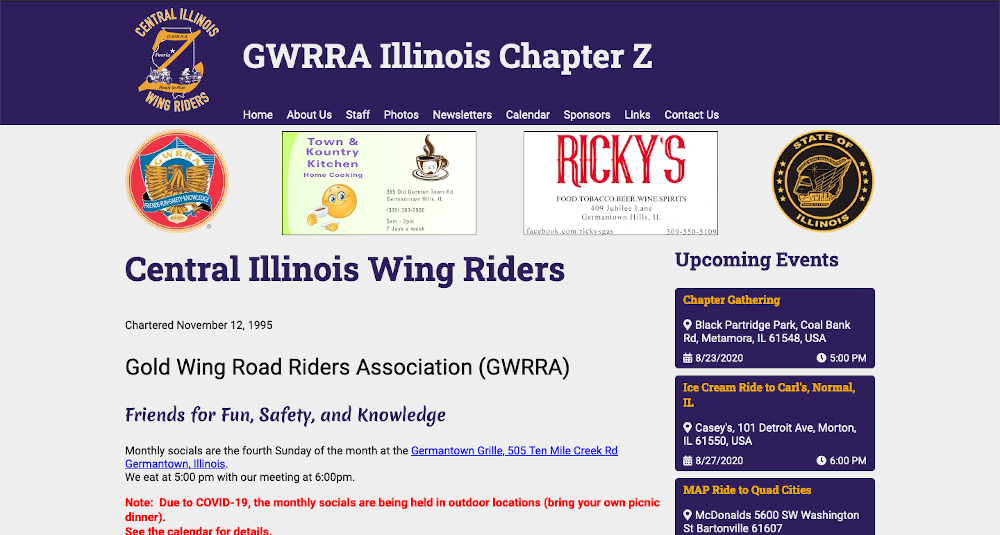 CENTRAL ILLINOIS
GWRRA
Peoria
Ready to Ride
WING RIDERS
GWRRA Illinois Chapter Z
Home About Us Staff Photos Newsletters Calendar Sponsors Links Contact Us
GWRRA
FRIENDS FOR FUN, SAFETY & KNOWLEDGE
®
Town &
Kountry
Kitchen
Home Cooking
365 Old German Town Rd.
Germantown Hills, IL
(309) 383-2900
5am - 2pm
7 days a week
RICKY'S
FOOD.TOBACCO.BEER.WINE.SPIRITS
409 Jubilee Lane
Germantown Hills, IL
facebook.com/rickysgas 309-550-5109
STATE OF
ILLINOIS
Central Illinois Wing Riders
Chartered November 12, 1995
Gold Wing Road Riders Association (GWRRA)
Friends for Fun, Safety, and Knowledge
Monthly socials are the fourth Sunday of the month at the Germantown Grille, 505 Ten Mile Creek Rd
Germantown, Illinois.
We eat at 5:00 pm with our meeting at 6:00pm.
Note: Due to COVID-19, the monthly socials are being held in outdoor locations (bring your own picnic
dinner).
See the calendar for details.
Upcoming Events
Chapter Gathering
Black Partridge Park, Coal Bank
Rd, Metamora, IL 61548, USA
8/23/2020 5:00 PM
Ice Cream Ride to Carl's, Normal,
IL
Casey's, 101 Detroit Ave, Morton,
IL 61550, USA
8/27/2020 6:00 PM
MAP Ride to Quad Cities
McDonalds 5600 SW Washington
St Bartonville 61607